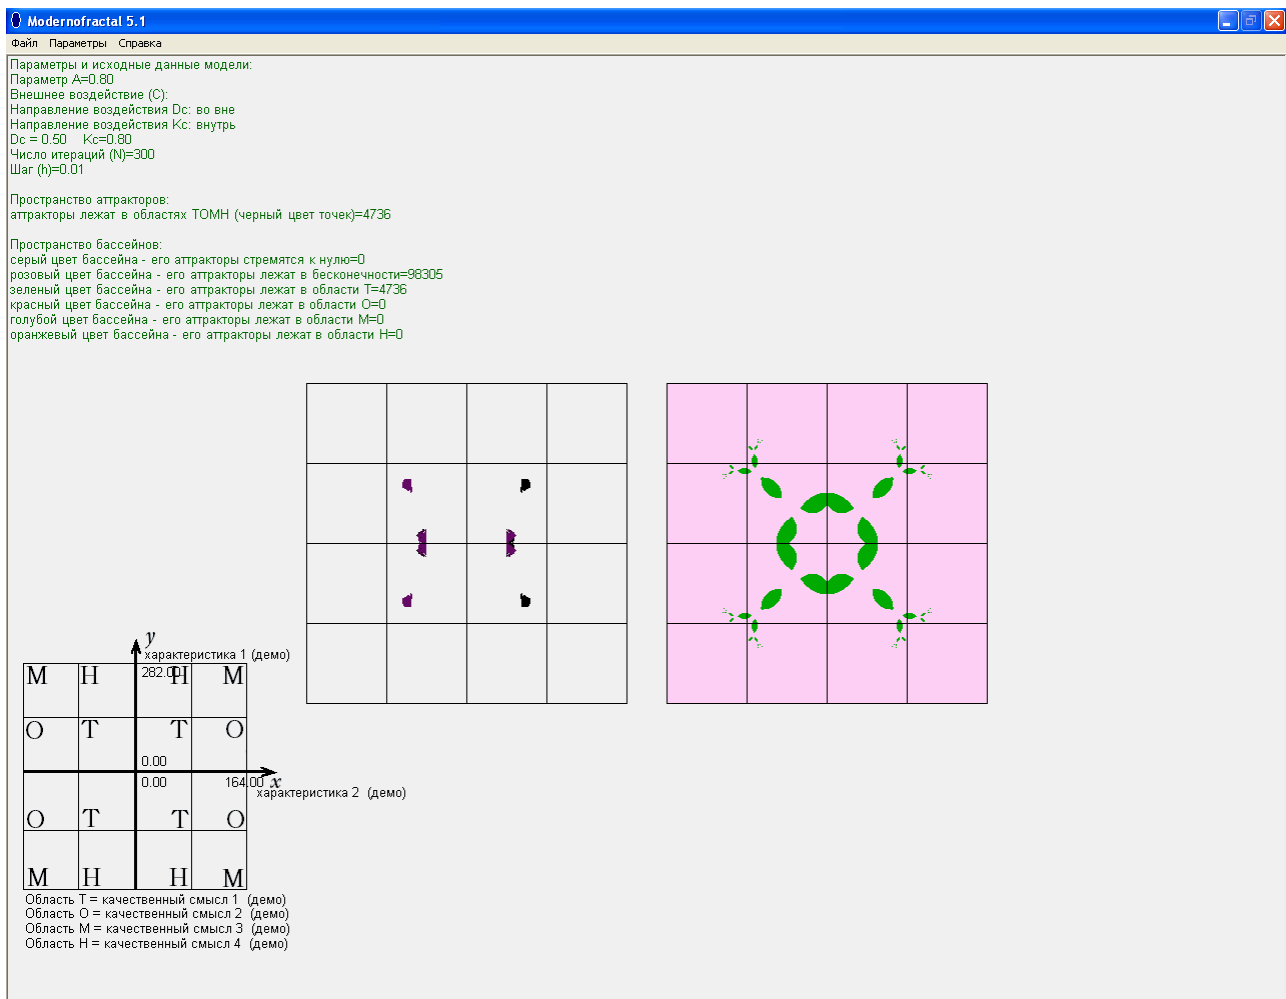 Modernofractal 5.1
Файл Параметры Справка
Параметры и исходные данные модели:
Параметр A=0.80
Внешнее воздействие (C):
Направление воздействия Dc: во вне
Направление воздействия Kc: внутрь
Dc = 0.50 Kc=0.80
Число итераций (N)=300
Шаг (h)=0.01
Пространство аттракторов:
аттракторы лежат в областях ТОМН (черный цвет точек)=4736
Пространство бассейнов:
серый цвет бассейна - его аттракторы стремятся к нулю=0
розовый цвет бассейна - его аттракторы лежат в бесконечности=98305
зеленый цвет бассейна - его аттракторы лежат в области Т=4736
красный цвет бассейна - его аттракторы лежат в области О=0
голубой цвет бассейна - его аттракторы лежат в области М=0
оранжевый цвет бассейна - его аттракторы лежат в области Н=0
y
характеристика 1 (демо)
М Н 282.00 Н М
О Т Т О
0.00
0.00 164.00 x
характеристика 2 (демо)
О Т Т О
М Н Н М
Область Т = качественный смысл 1 (демо)
Область О = качественный смысл 2 (демо)
Область М = качественный смысл 3 (демо)
Область Н = качественный смысл 4 (демо)